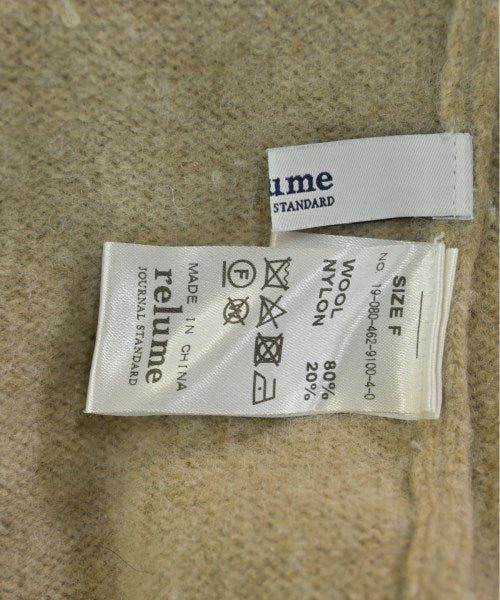 ume
STANDARD
SIZE F
NO. 19-080-462-9100-4-0
WOOL 80%
NYLON 20%
F
MADE IN CHINA
relume
JOURNAL STANDARD